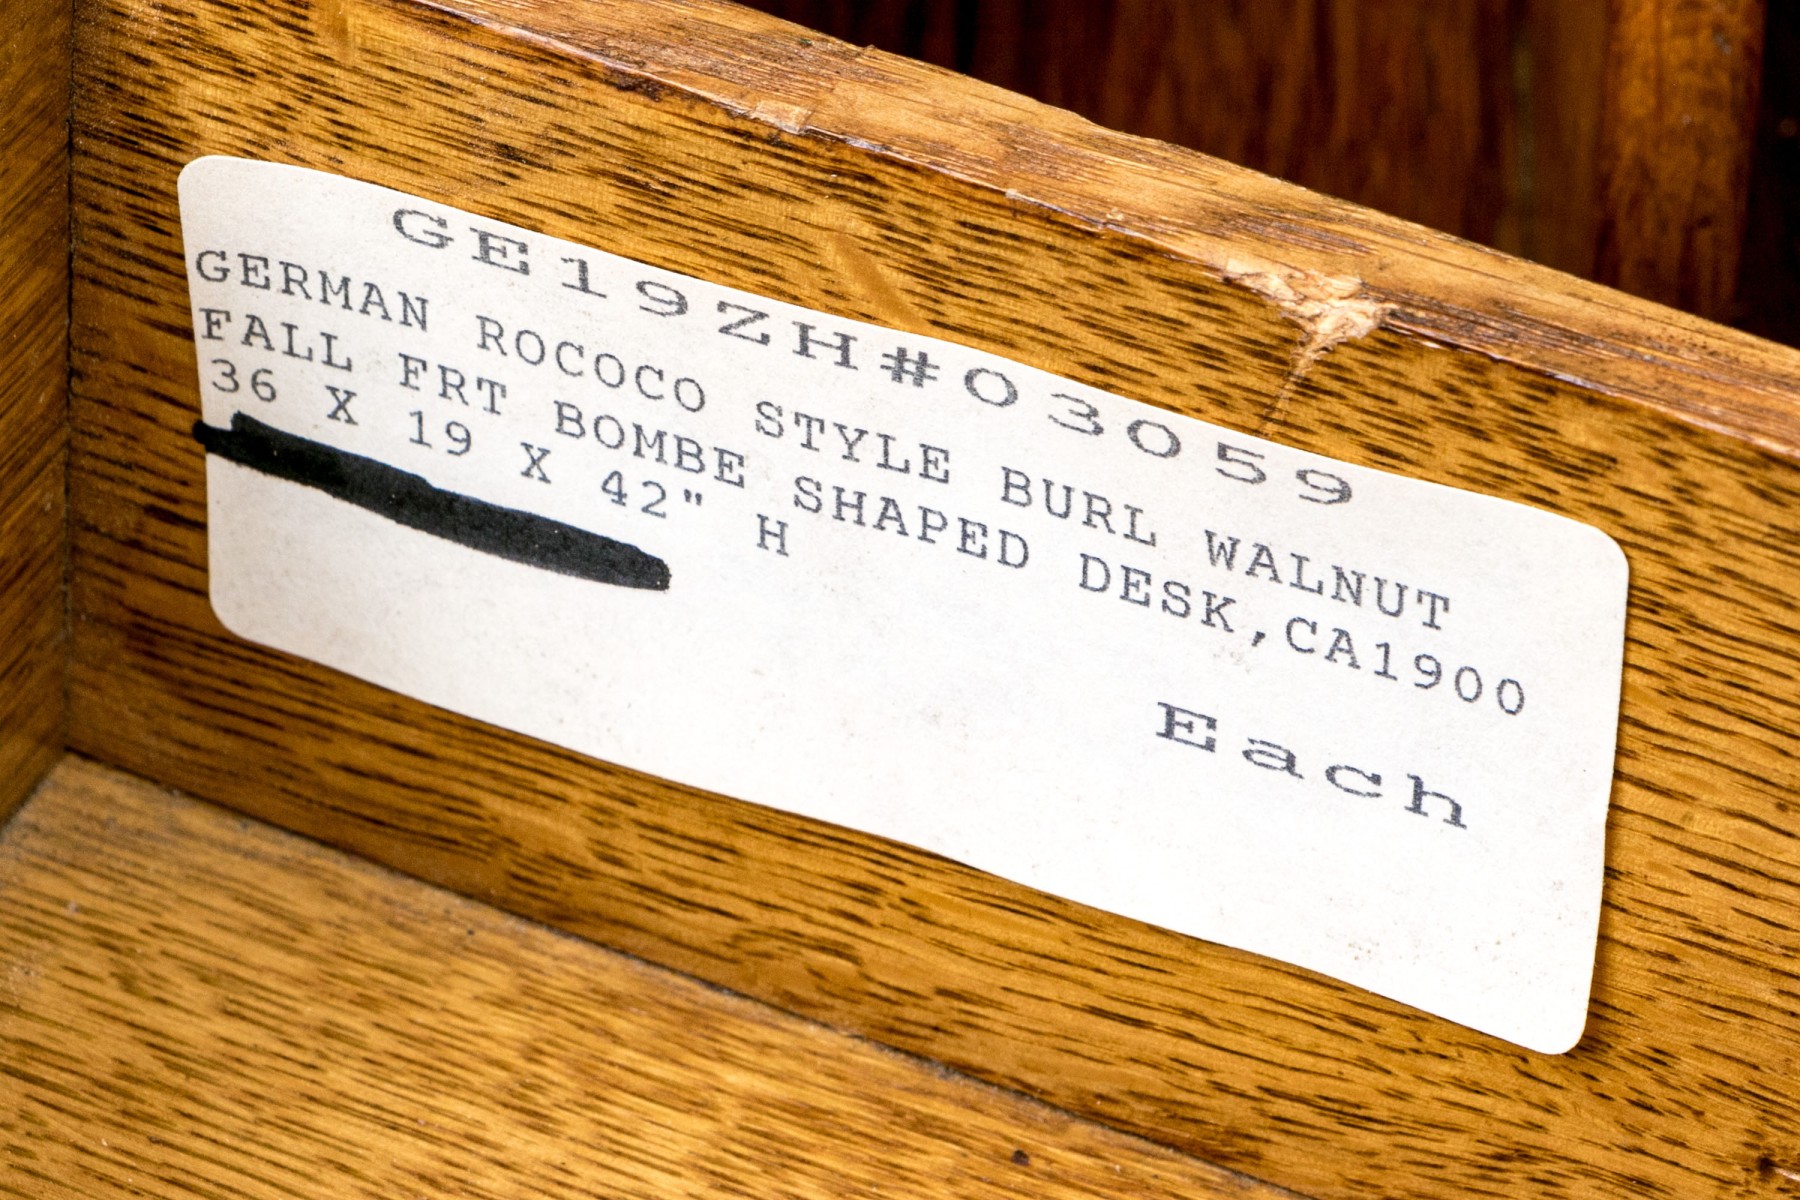 GE19ZH#03059
GERMAN ROCOCO STYLE BURL WALNUT
FALL FRT BOMBE SHAPED DESK,CA1900
36 X 19 X 42" H
Each